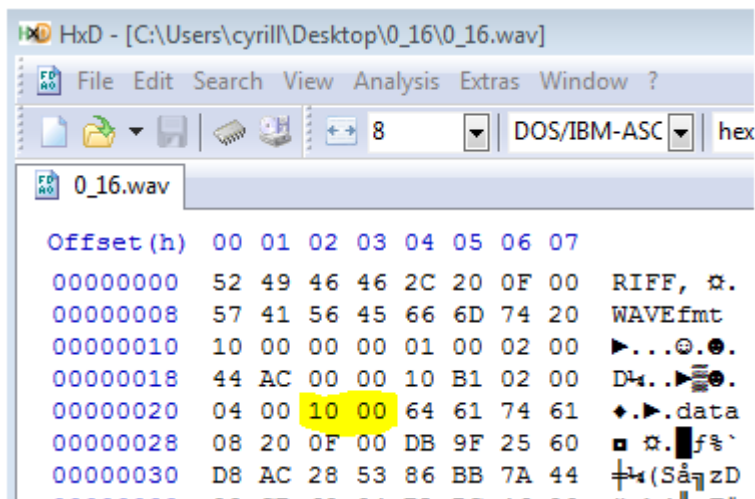 HxD - [C:\Users\cyrill\Desktop\0_16\0_16.wav]
File Edit Search View Analysis Extras Window ?
8 DOS/IBM-ASC hex
0_16.wav
Offset(h) 00 01 02 03 04 05 06 07
00000000 52 49 46 46 2C 20 0F 00 RIFF, ¤.
00000008 57 41 56 45 66 6D 74 20 WAVEfmt
00000010 10 00 00 00 01 00 02 00 ►...☺.☻.
00000018 44 AC 00 00 10 B1 02 00 D¼..►▒☻.
00000020 04 00 10 00 64 61 74 61 ♦.►.data
00000028 08 20 0F 00 DB 9F 25 60 ◘ ¤.█ƒ%`
00000030 D8 AC 28 53 86 BB 7A 44 ╪¼(Så╗zD